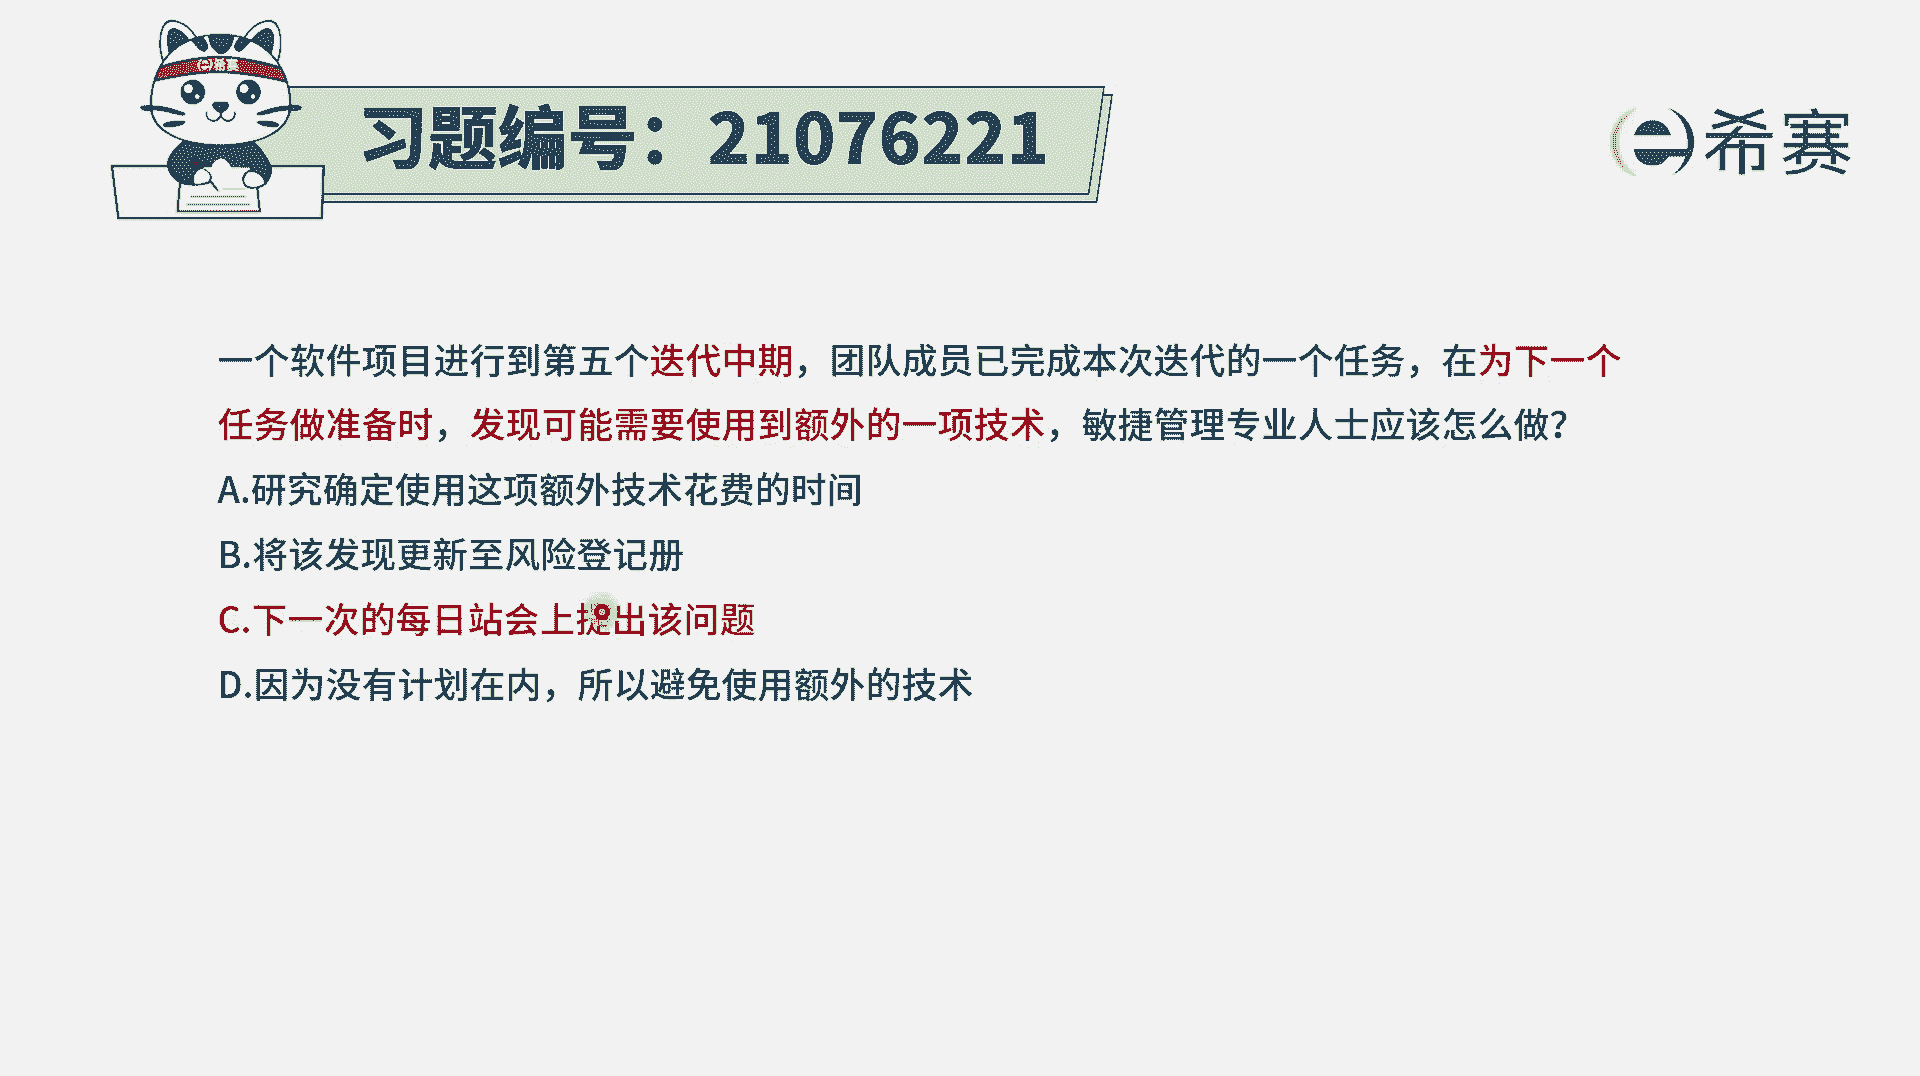 希赛
习题编号：21076221
希赛
一个软件项目进行到第五个迭代中期，团队成员已完成本次迭代的一个任务，在为下一个
任务做准备时，发现可能需要使用到额外的一项技术，敏捷管理专业人士应该怎么做？
A.研究确定使用这项额外技术花费的时间
B.将该发现更新至风险登记册
C.下一次的每日站会上提出该问题
D.因为没有计划在内，所以避免使用额外的技术